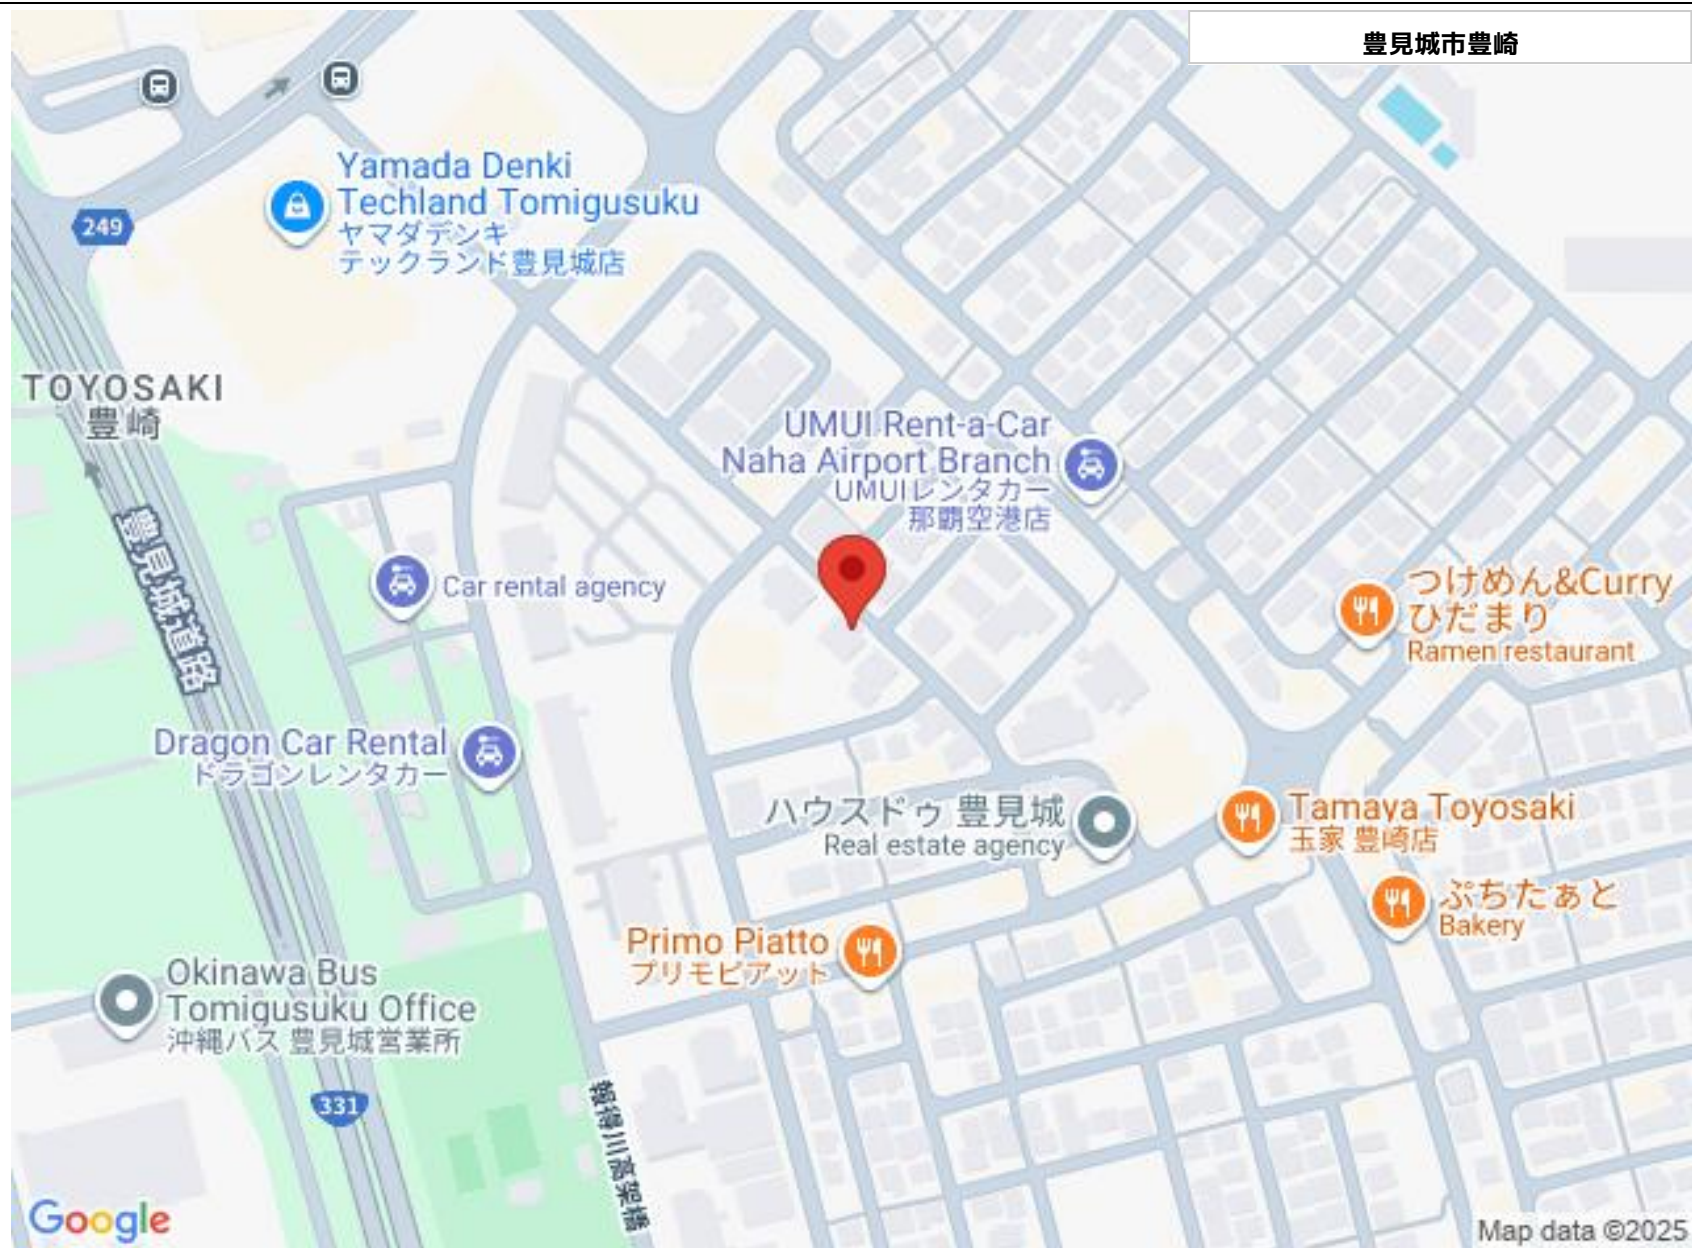 豊見城市豊崎
Yamada Denki
Techland Tomigusuku
ヤマダデンキ
テックランド豊見城店
249
TOYOSAKI
豊崎
UMUI Rent-a-Car
Naha Airport Branch
UMUIレンタカー
那覇空港店
豊見城道路
Car rental agency
つけめん&Curry
ひだまり
Ramen restaurant
Dragon Car Rental
ドラゴンレンタカー
ハウスドゥ 豊見城
Real estate agency
Tamaya Toyosaki
玉家 豊崎店
ぷちたぁと
Bakery
Primo Piatto
プリモピアット
Okinawa Bus
Tomigusuku Office
沖縄バス 豊見城営業所
331
報得川高架橋
Google
Map data ©2025